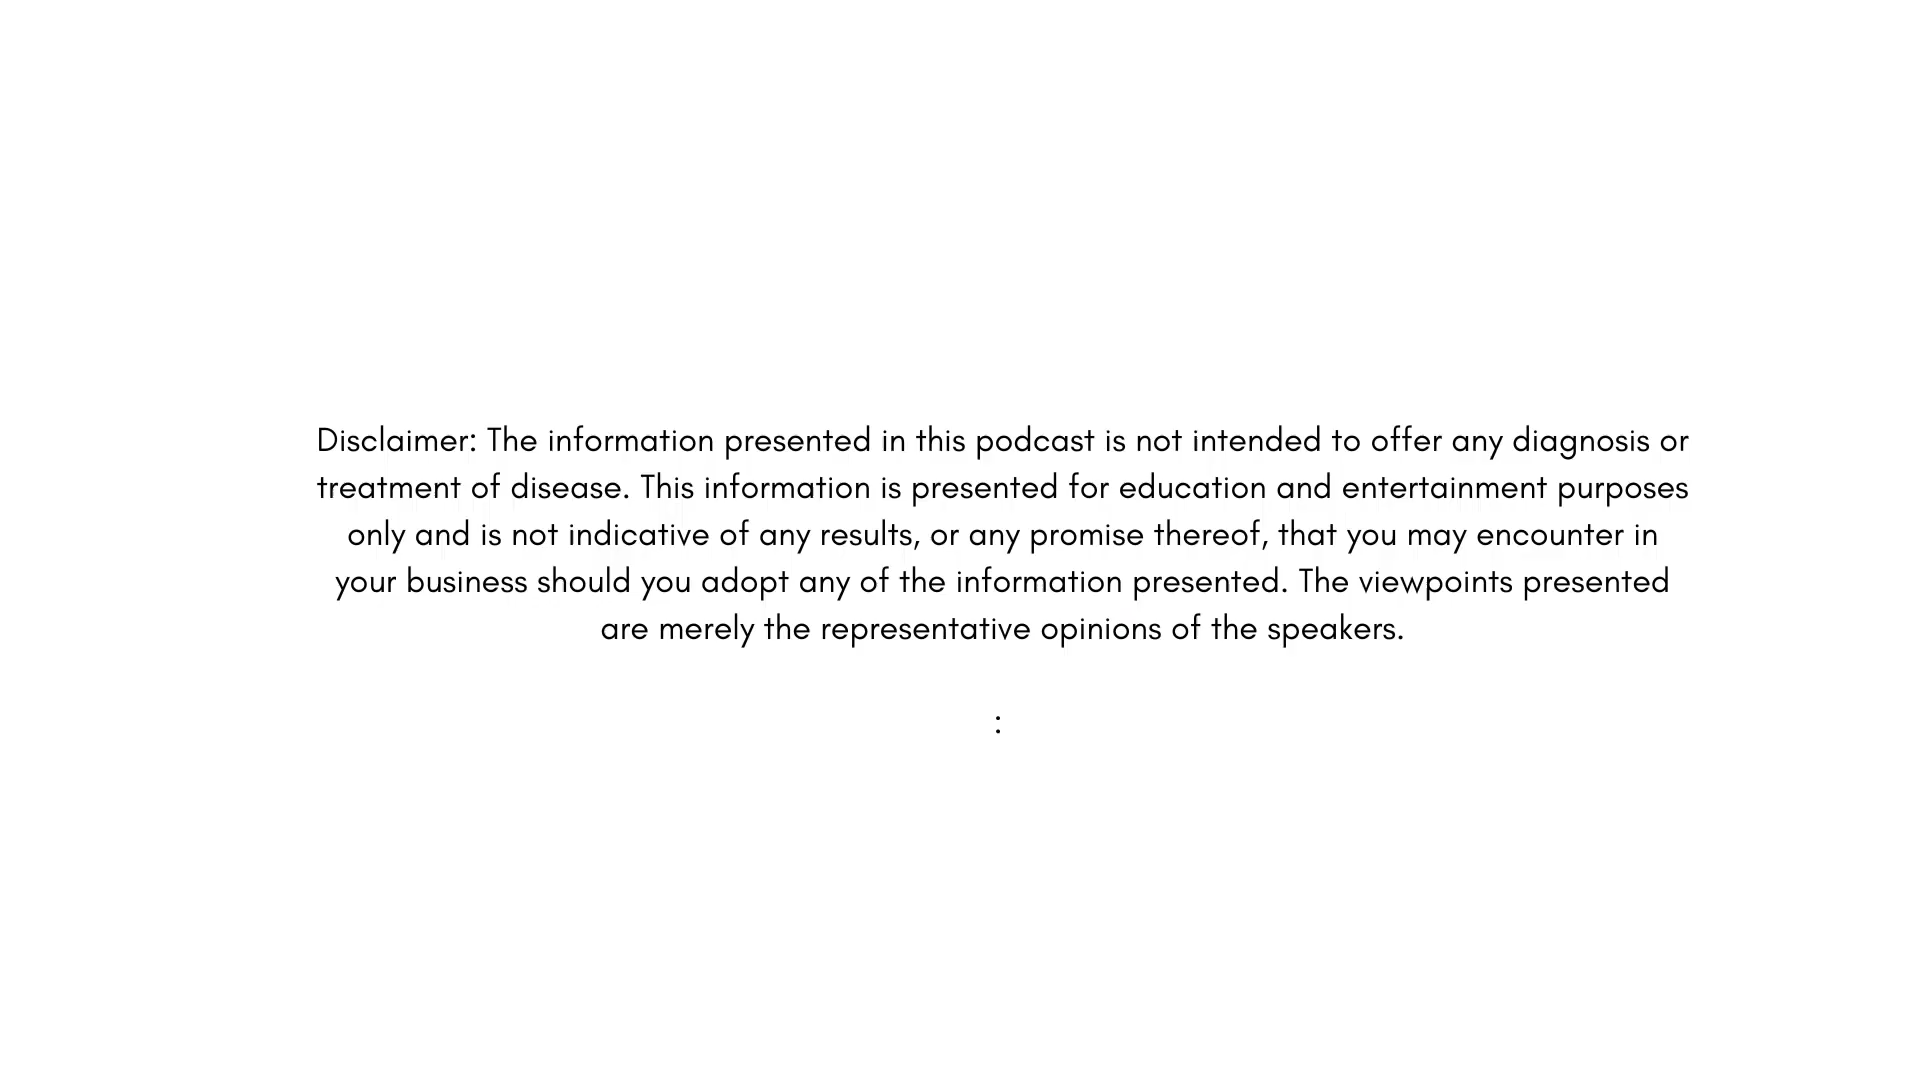 Disclaimer: The information presented in this podcast is not intended to offer any diagnosis or
treatment of disease. This information is presented for education and entertainment purposes
only and is not indicative of any results, or any promise thereof, that you may encounter in
your business should you adopt any of the information presented. The viewpoints presented
are merely the representative opinions of the speakers.
: